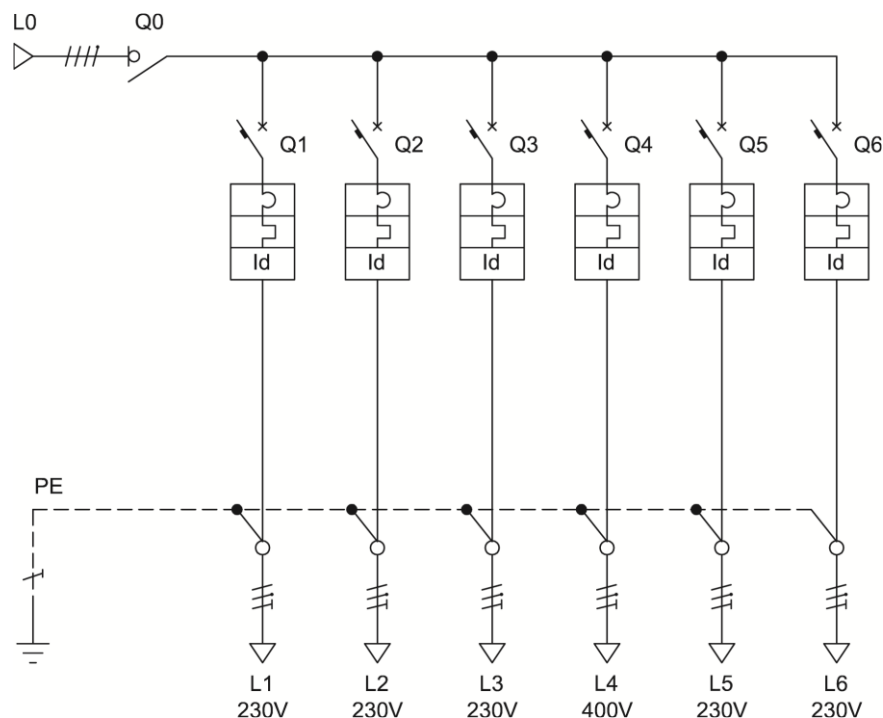 L0 Q0
Q1 Q2 Q3 Q4 Q5 Q6
Id Id Id Id Id Id
PE
L1 L2 L3 L4 L5 L6
230V 230V 230V 400V 230V 230V